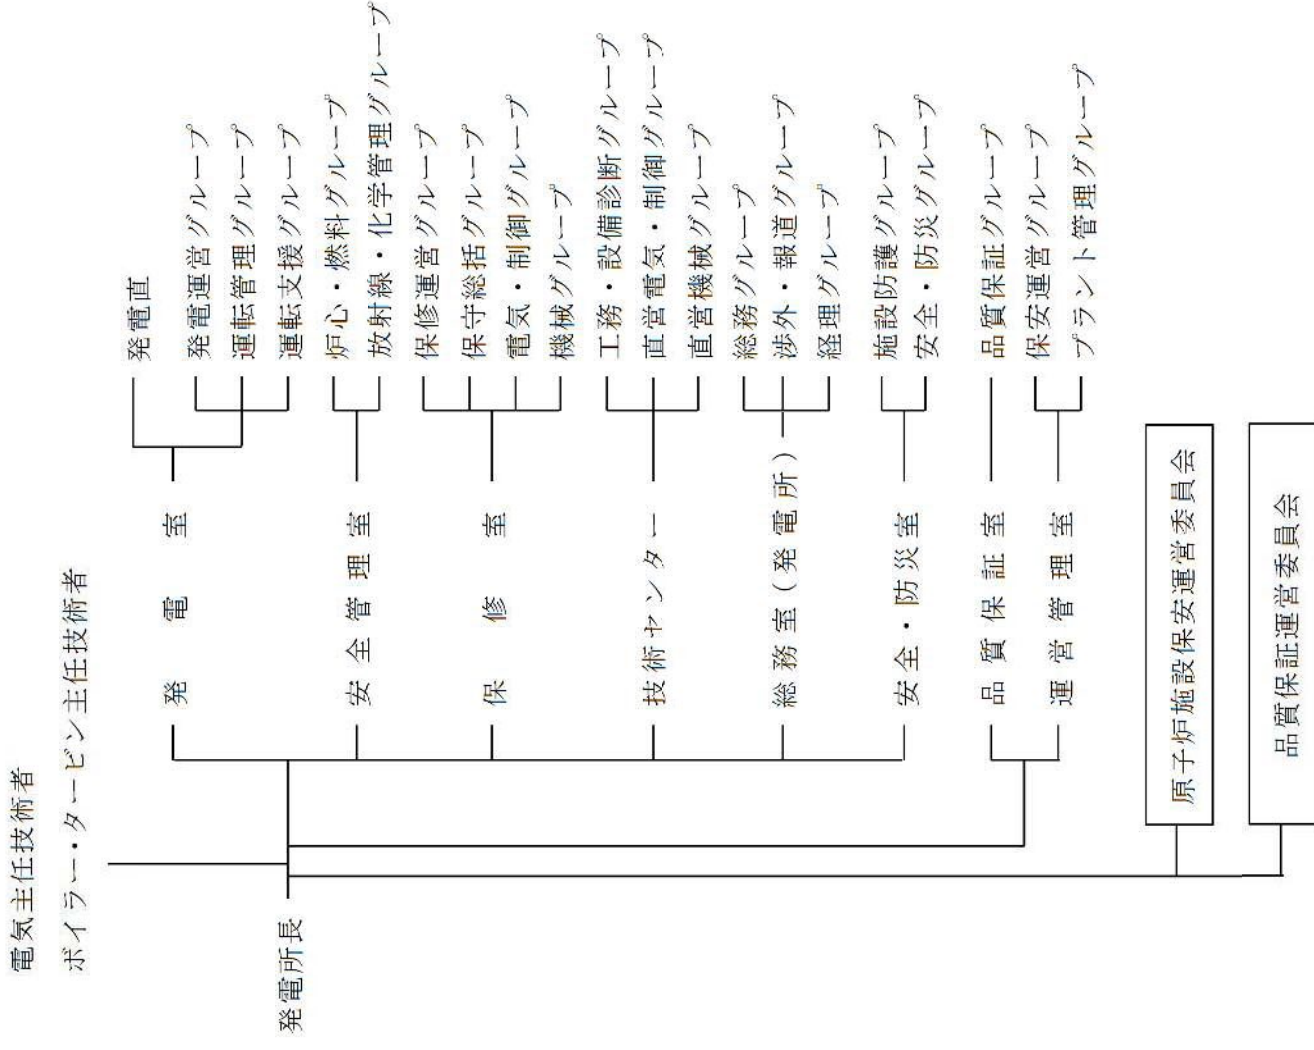 電気主任技術者
ボイラー・タービン主任技術者
発電所長
発電室
発電直
発電運営グループ
運転管理グループ
運転支援グループ
安全管理室
炉心・燃料グループ
放射線・化学管理グループ
保修室
保修運営グループ
保守総括グループ
電気・制御グループ
機械グループ
技術センター
工務・設備診断グループ
直営電気・制御グループ
直営機械グループ
総務室（発電所）
総務グループ
渉外・報道グループ
経理グループ
安全・防災室
施設防護グループ
安全・防災グループ
品質保証室
品質保証グループ
運営管理室
保安運営グループ
プラント管理グループ
原子炉施設保安運営委員会
品質保証運営委員会